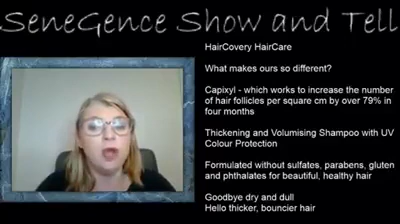 SeneGence Show and Tell
HairCovery HairCare
What makes ours so different?
Capixyl - which works to increase the number
of hair follicles per square cm by over 79% in
four months
Thickening and Volumising Shampoo with UV
Colour Protection
Formulated without sulfates, parabens, gluten
and phthalates for beautiful, healthy hair
Goodbye dry and dull
Hello thicker, bouncier hair